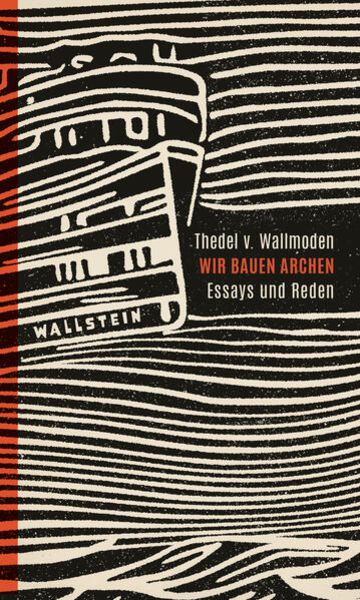 Thedel v. Wallmoden
WIR BAUEN ARCHEN
Essays und Reden
WALLSTEIN